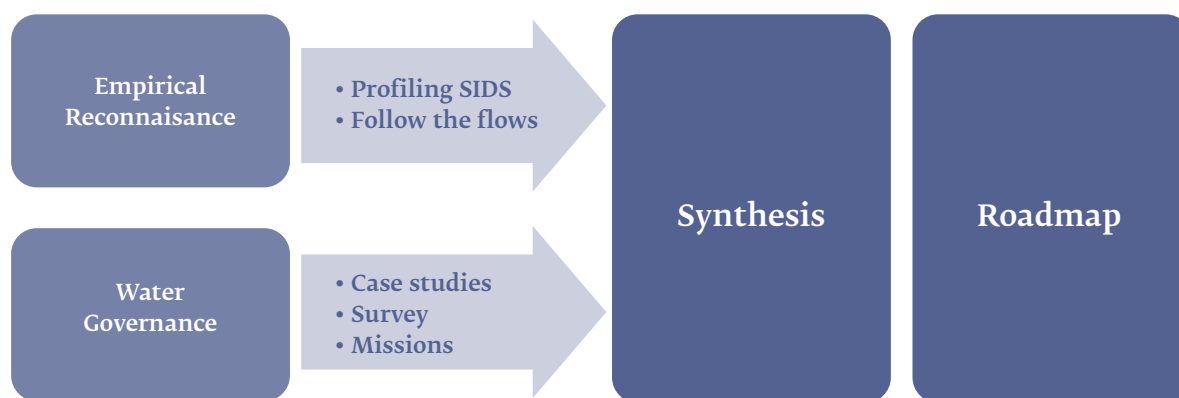 Empirical
Reconnaisance
• Profiling SIDS
• Follow the flows
Water
Governance
• Case studies
• Survey
• Missions
Synthesis
Roadmap